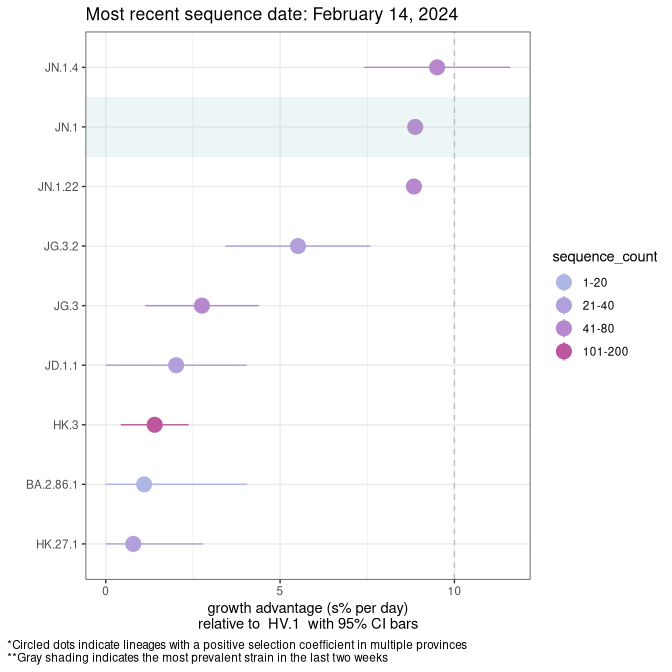 Most recent sequence date: February 14, 2024
JN.1.4
JN.1
JN.1.22
JG.3.2
JG.3
JD.1.1
HK.3
BA.2.86.1
HK.27.1
0 5 10
growth advantage (s% per day)
relative to HV.1 with 95% CI bars
sequence_count
1-20
21-40
41-80
101-200
*Circled dots indicate lineages with a positive selection coefficient in multiple provinces
**Gray shading indicates the most prevalent strain in the last two weeks